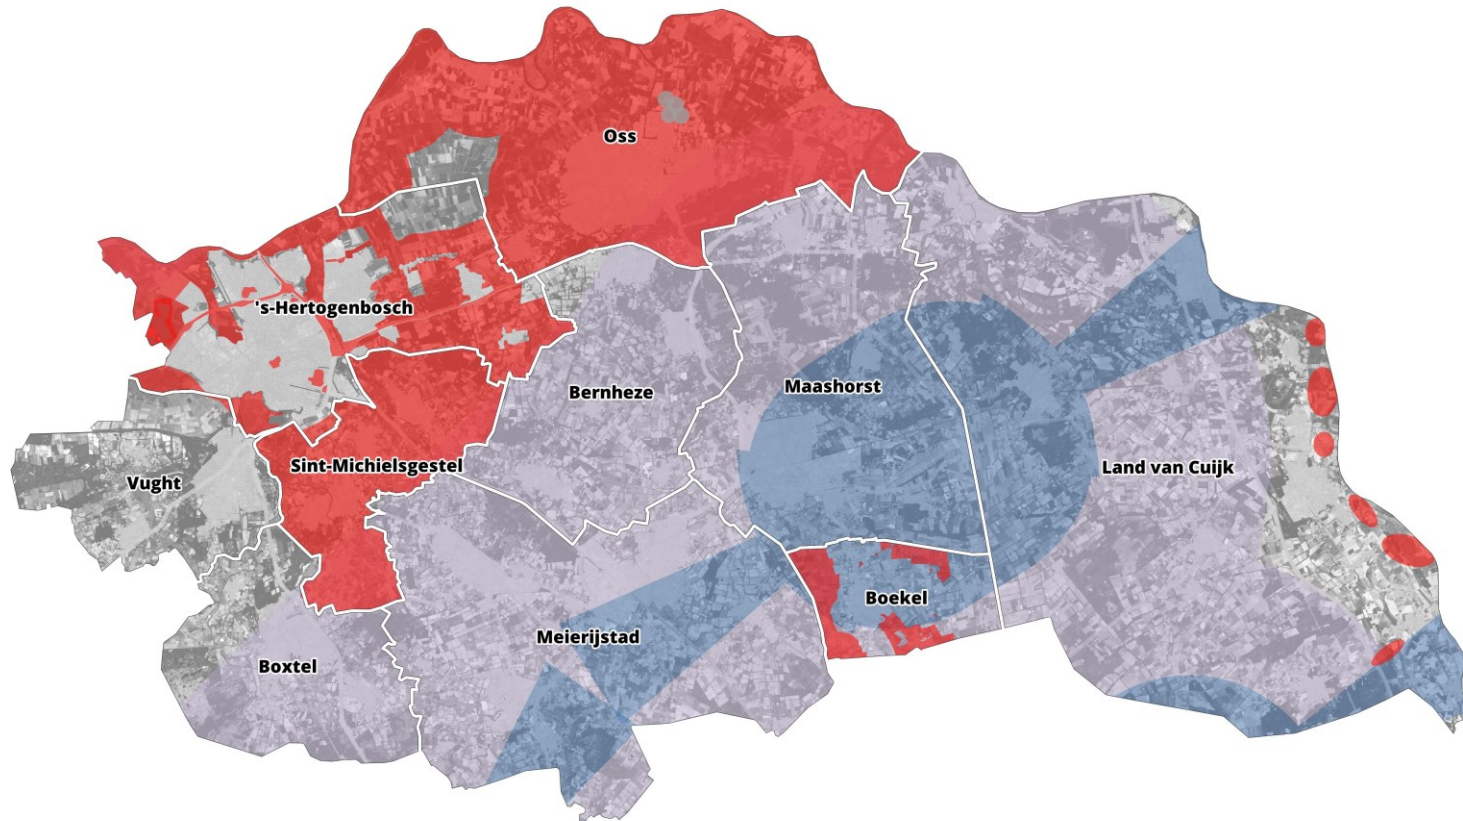 Oss
's-Hertogenbosch
Bernheze
Maashorst
Sint-Michielsgestel
Vught
Land van Cuijk
Boekel
Meierijstad
Boxtel